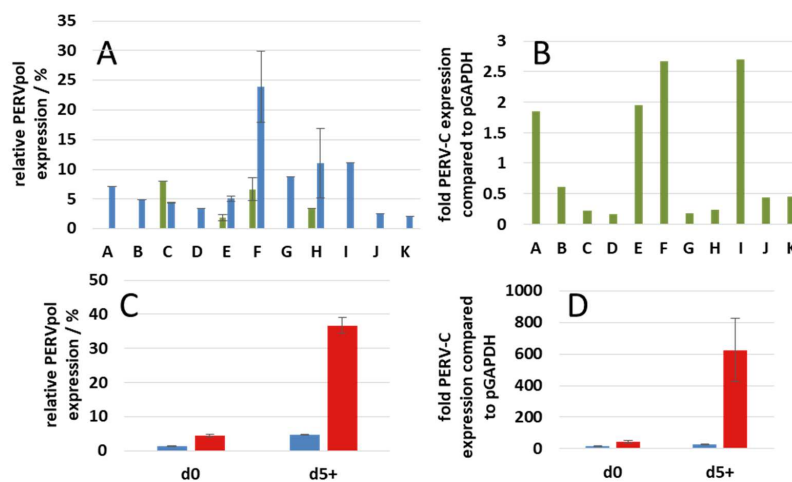 A
relative PERVpol
expression / %
35
30
25
20
15
10
5
0
A B C D E F G H I J K
B
fold PERV-C expression
compared to pGAPDH
3
2.5
2
1.5
1
0.5
0
A B C D E F G H I J K
C
relative PERVpol
expression / %
50
40
30
20
10
0
d0 d5+
D
fold PERV-C
expression compared
to pGAPDH
1000
800
600
400
200
0
d0 d5+